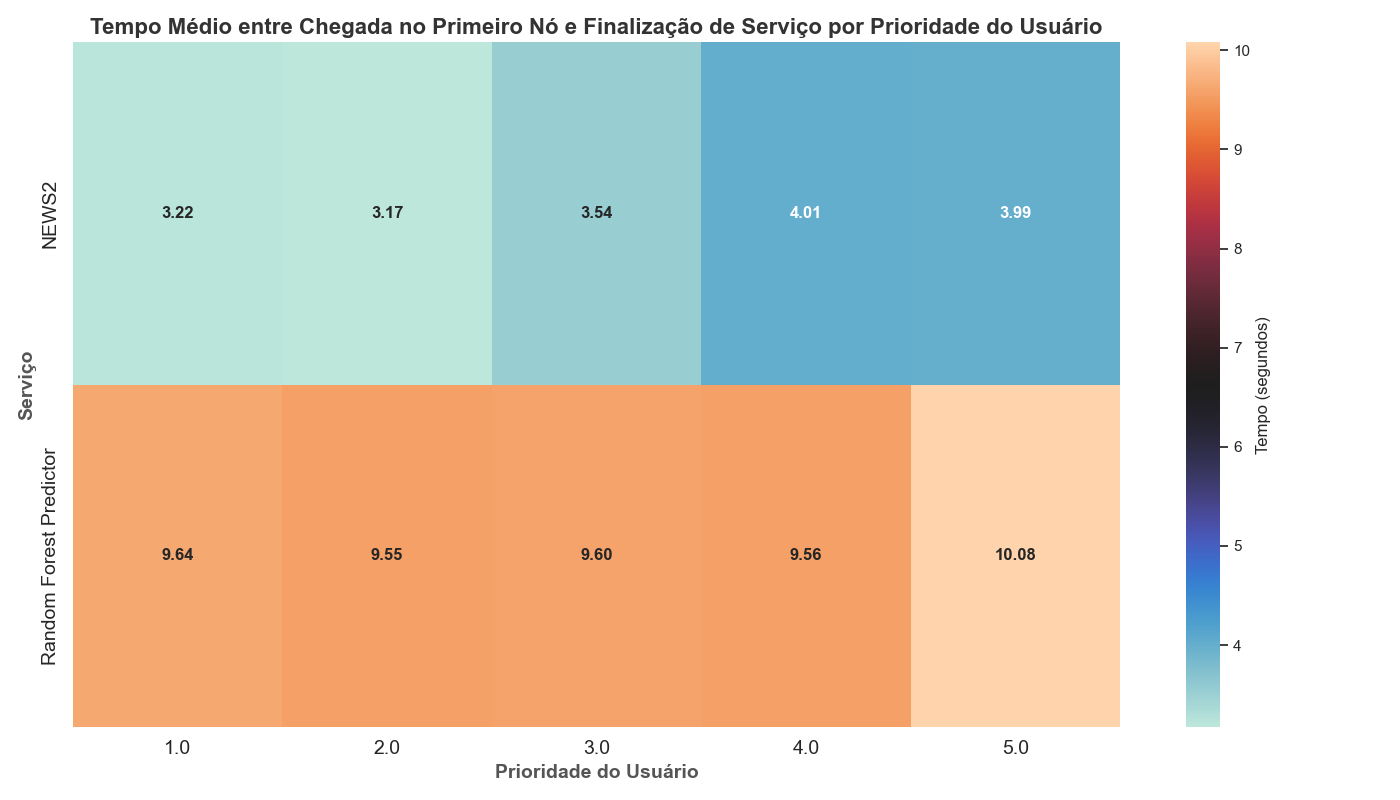 Tempo Médio entre Chegada no Primeiro Nó e Finalização de Serviço por Prioridade do Usuário
Serviço
NEWS2
3.22 3.17 3.54 4.01 3.99
Random Forest Predictor
9.64 9.55 9.60 9.56 10.08
1.0 2.0 3.0 4.0 5.0
Prioridade do Usuário
10
9
8
7
6
5
4
Tempo (segundos)